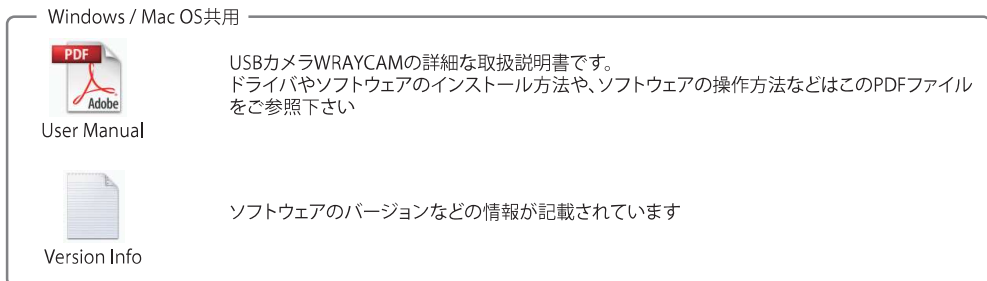 Windows / Mac OS共用
PDF
Adobe
User Manual
USBカメラWRAYCAMの詳細な取扱説明書です。
ドライバやソフトウェアのインストール方法や、ソフトウェアの操作方法などはこのPDFファイル
をご参照下さい
Version Info
ソフトウェアのバージョンなどの情報が記載されています